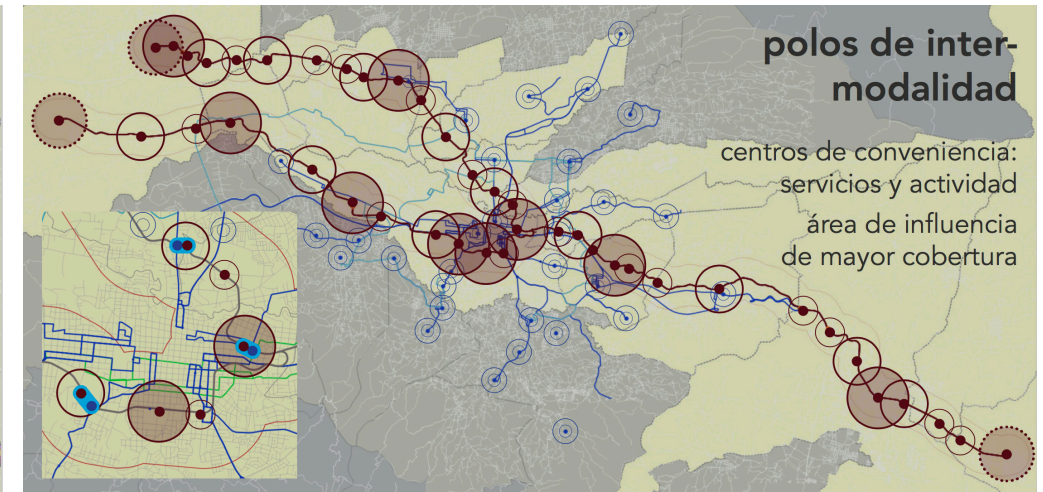 polos de inter-
modalidad
centros de conveniencia:
servicios y actividad
área de influencia
de mayor cobertura